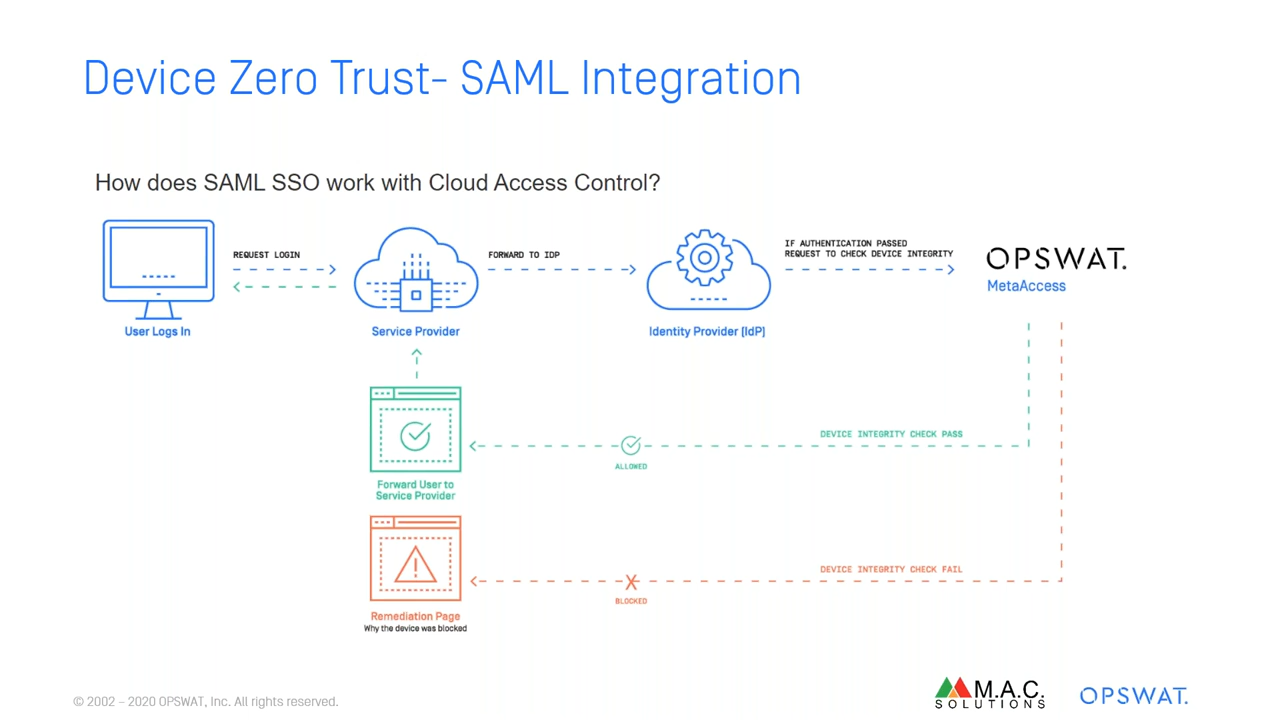 Device Zero Trust- SAML Integration
How does SAML SSO work with Cloud Access Control?
REQUEST LOGIN
FORWARD TO IDP
IF AUTHENTICATION PASSED
REQUEST TO CHECK DEVICE INTEGRITY
OPSWAT.
MetaAccess
User Logs In
Service Provider
Identity Provider (IdP)
DEVICE INTEGRITY CHECK PASS
ALLOWED
Forward User to
Service Provider
DEVICE INTEGRITY CHECK FAIL
BLOCKED
Remediation Page
Why the device was blocked
© 2002 – 2020 OPSWAT, Inc. All rights reserved.
M.A.C.
SOLUTIONS
OPSWAT.